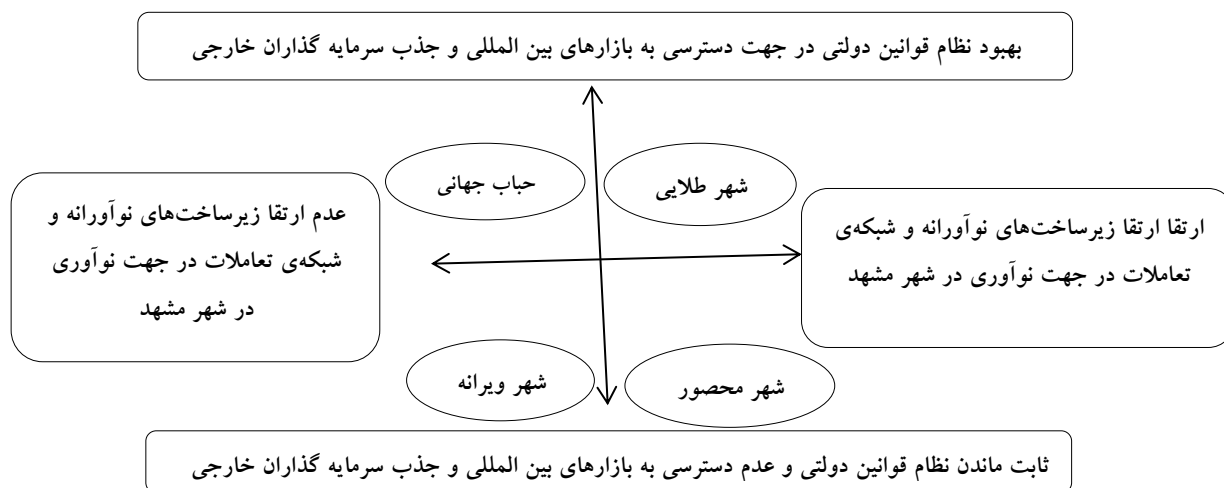 بهبود نظام قوانین دولتی در جهت دسترسی به بازارهای بین المللی و جذب سرمایه گذاران خارجی
شهر طلایی
حباب جهانی
ارتقا ارتقا زیرساخت‌های نوآورانه و شبکه‌ی
تعاملات در جهت نوآوری در شهر مشهد
عدم ارتقا زیرساخت‌های نوآورانه و
شبکه‌ی تعاملات در جهت نوآوری
در شهر مشهد
شهر محصور
شهر ویرانه
ثابت ماندن نظام قوانین دولتی و عدم دسترسی به بازارهای بین المللی و جذب سرمایه گذاران خارجی